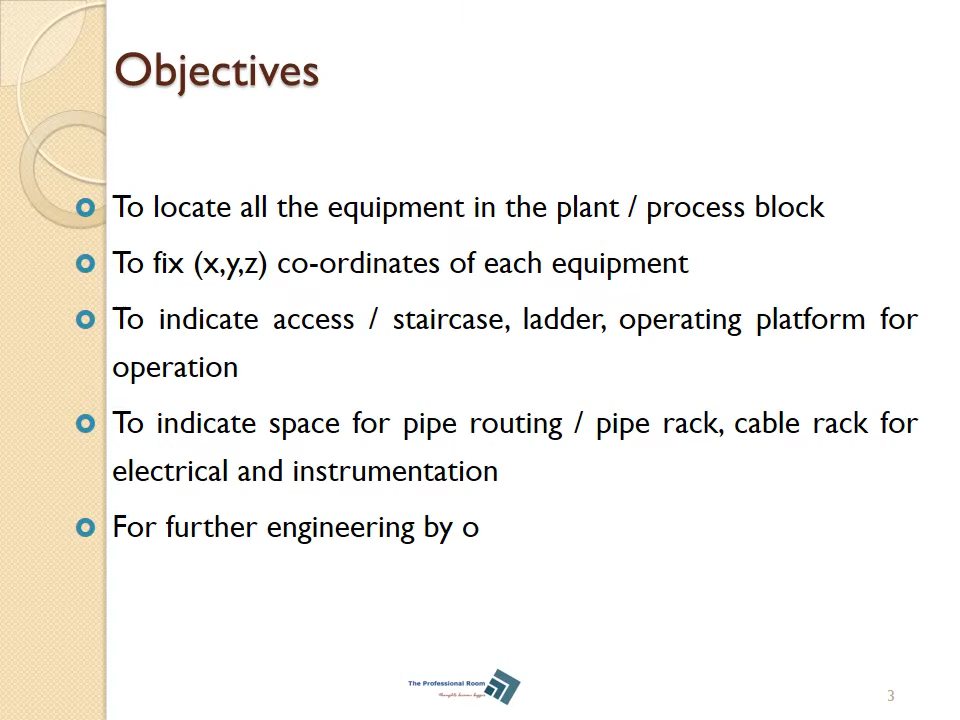 Objectives
To locate all the equipment in the plant / process block
To fix (x,y,z) co-ordinates of each equipment
To indicate access / staircase, ladder, operating platform for
operation
To indicate space for pipe routing / pipe rack, cable rack for
electrical and instrumentation
For further engineering by o
The Professional Room
3